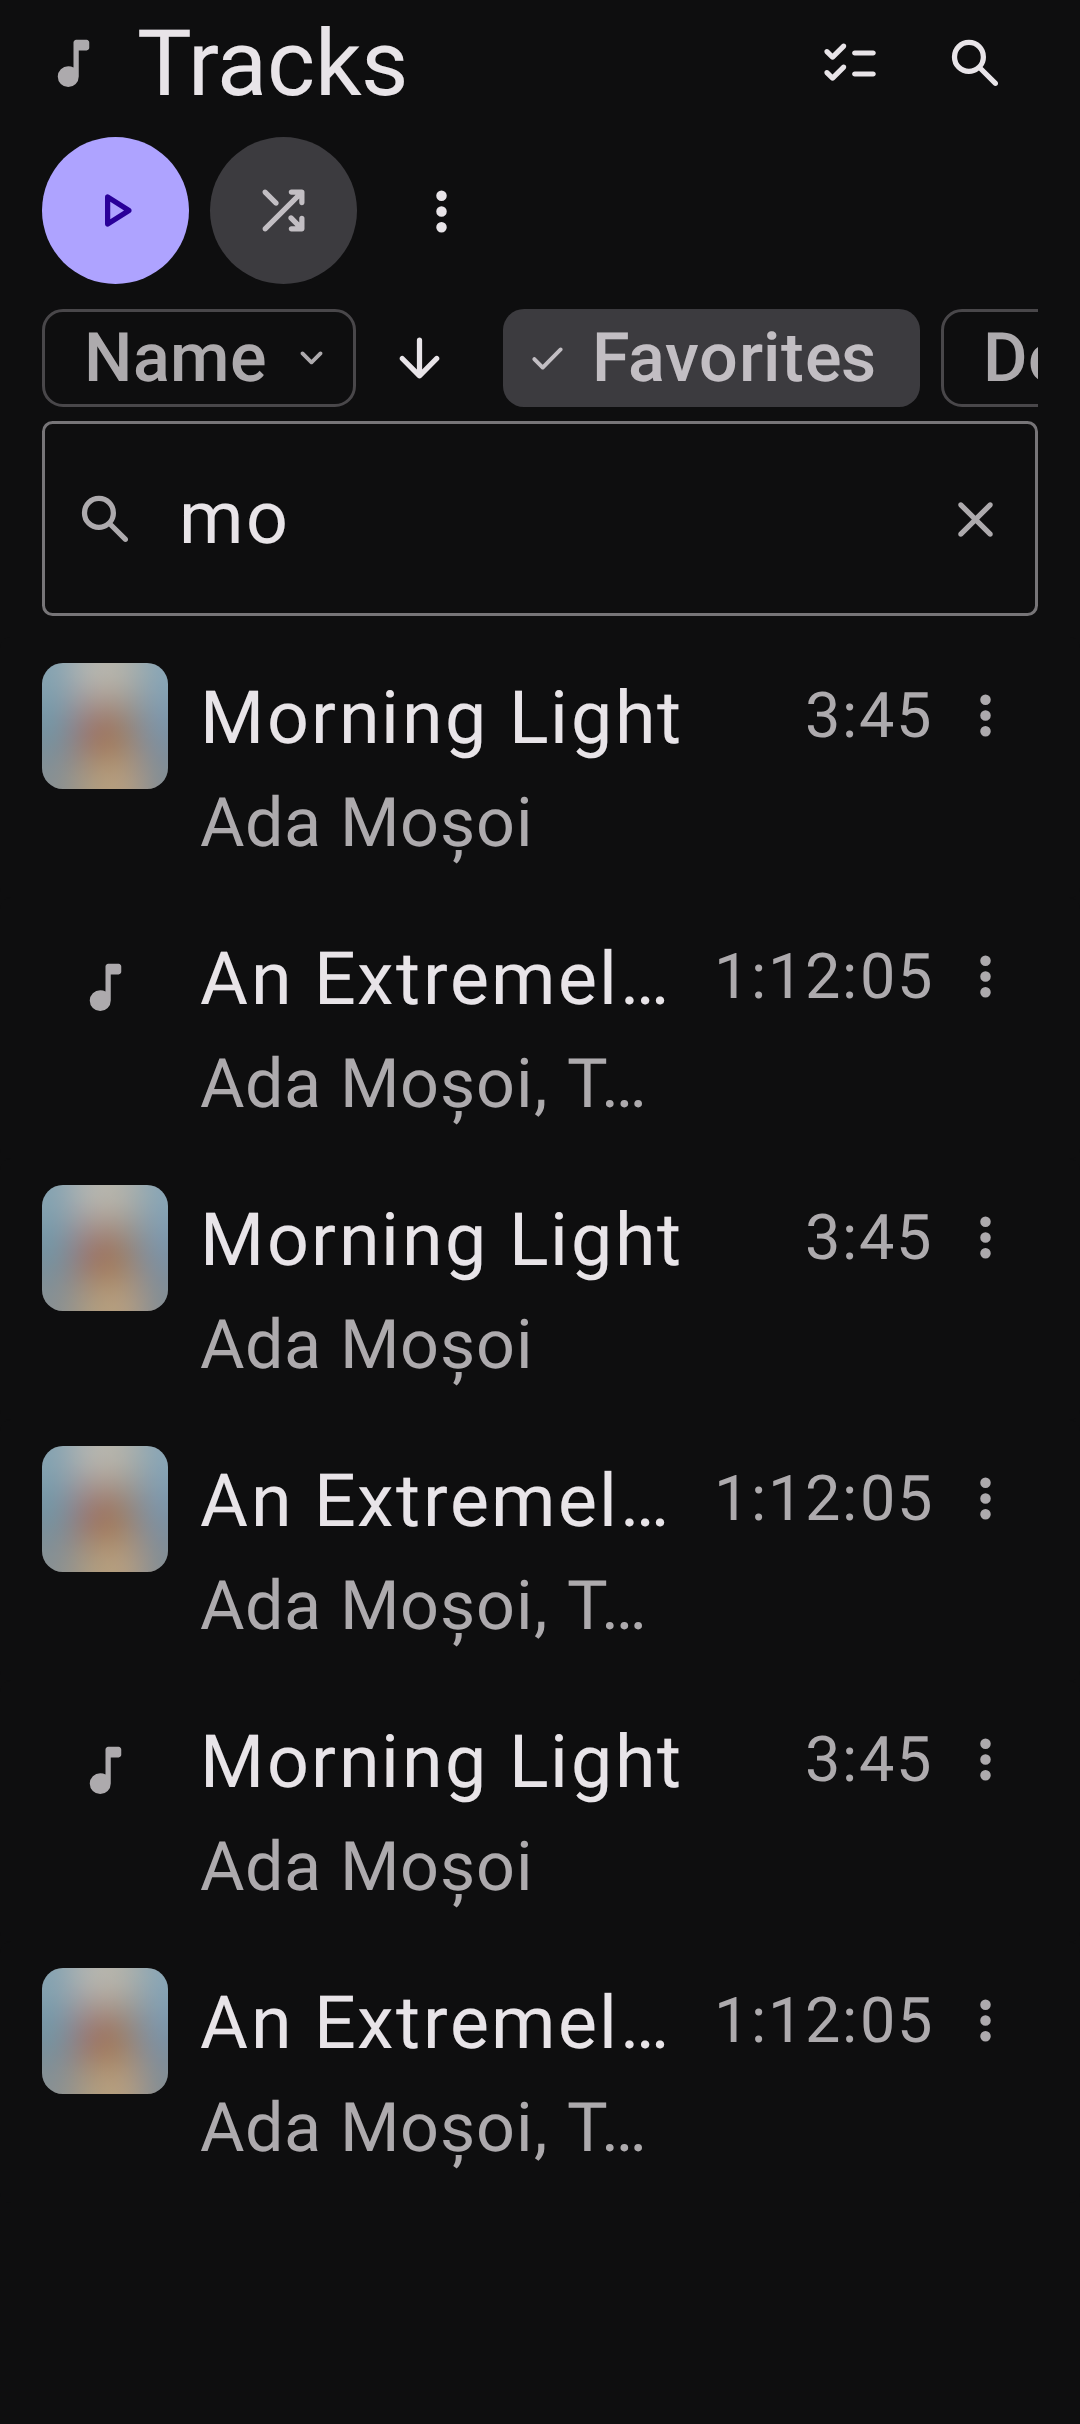 Tracks
Name
Favorites
mo
Morning Light 3:45
Ada Moșoi
An Extremel… 1:12:05
Ada Moșoi, T…
Morning Light 3:45
Ada Moșoi
An Extremel… 1:12:05
Ada Moșoi, T…
Morning Light 3:45
Ada Moșoi
An Extremel… 1:12:05
Ada Moșoi, T…